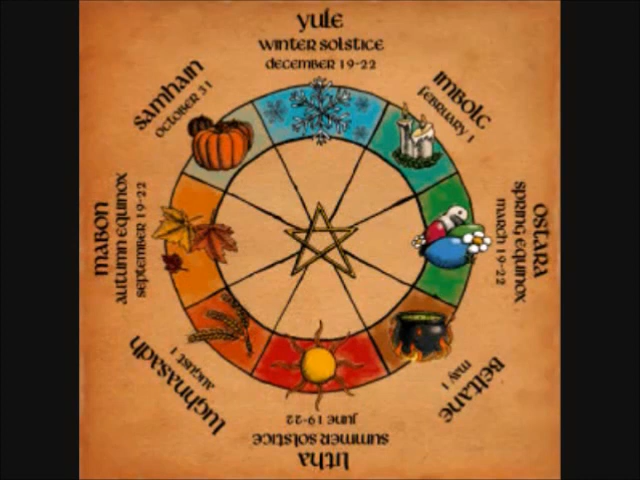 Yule
Winter Solstice
December 19-22
Imbolc
February 1
Ostara
Spring Equinox
March 19-22
Beltane
May 1
Litha
Summer Solstice
June 19-22
Lughnasadh
August 1
Mabon
Autumn Equinox
September 19-22
Samhain
October 31